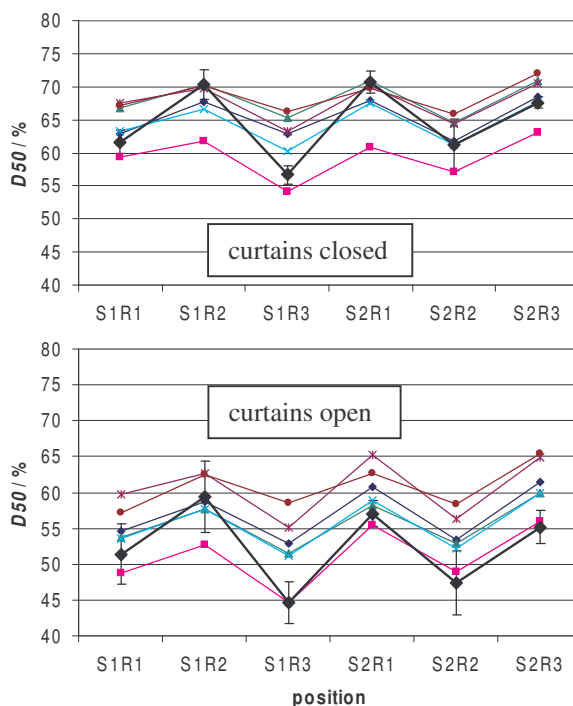 80
75
70
65
60
55
50
45
40
D50 / %
curtains closed
S1R1 S1R2 S1R3 S2R1 S2R2 S2R3
80
75
70
65
60
55
50
45
40
D50 / %
curtains open
S1R1 S1R2 S1R3 S2R1 S2R2 S2R3
position